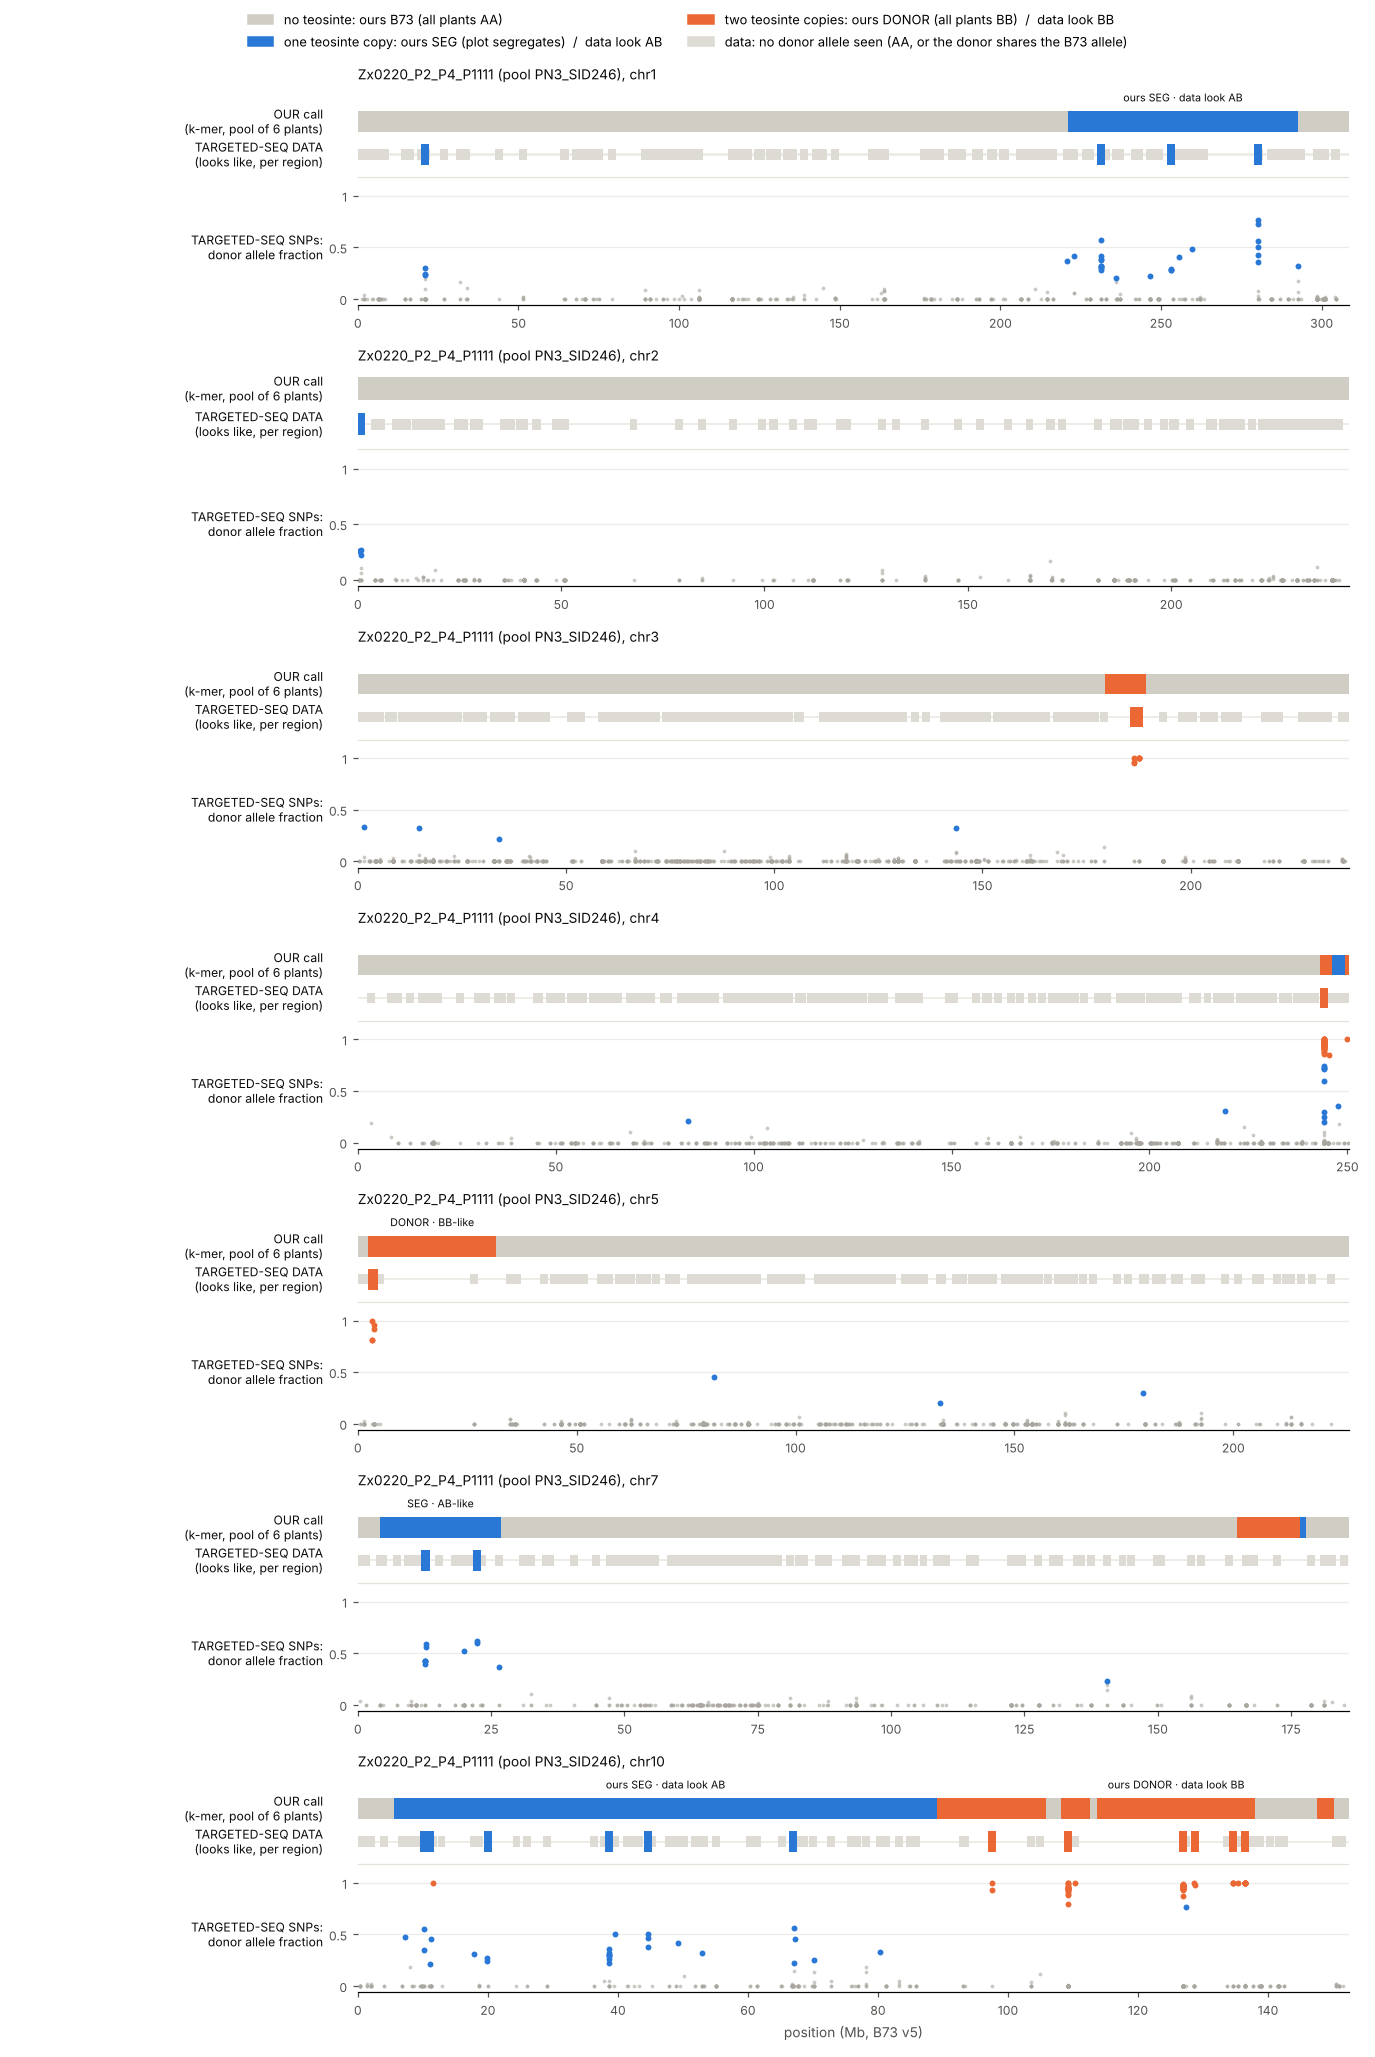 no teosinte: ours B73 (all plants AA)
two teosinte copies: ours DONOR (all plants BB)  /  data look BB
one teosinte copy: ours SEG (plot segregates)  /  data look AB
data: no donor allele seen (AA, or the donor shares the B73 allele)
Zx0220_P2_P4_P1111 (pool PN3_SID246), chr1
ours SEG · data look AB
OUR call
(k-mer, pool of 6 plants)
TARGETED-SEQ DATA
(looks like, per region)
1
TARGETED-SEQ SNPs:
donor allele fraction
0.5
0
0 50 100 150 200 250 300
Zx0220_P2_P4_P1111 (pool PN3_SID246), chr2
OUR call
(k-mer, pool of 6 plants)
TARGETED-SEQ DATA
(looks like, per region)
1
TARGETED-SEQ SNPs:
donor allele fraction
0.5
0
0 50 100 150 200
Zx0220_P2_P4_P1111 (pool PN3_SID246), chr3
OUR call
(k-mer, pool of 6 plants)
TARGETED-SEQ DATA
(looks like, per region)
1
TARGETED-SEQ SNPs:
donor allele fraction
0.5
0
0 50 100 150 200
Zx0220_P2_P4_P1111 (pool PN3_SID246), chr4
OUR call
(k-mer, pool of 6 plants)
TARGETED-SEQ DATA
(looks like, per region)
1
TARGETED-SEQ SNPs:
donor allele fraction
0.5
0
0 50 100 150 200 250
Zx0220_P2_P4_P1111 (pool PN3_SID246), chr5
DONOR · BB-like
OUR call
(k-mer, pool of 6 plants)
TARGETED-SEQ DATA
(looks like, per region)
1
TARGETED-SEQ SNPs:
donor allele fraction
0.5
0
0 50 100 150 200
Zx0220_P2_P4_P1111 (pool PN3_SID246), chr7
SEG · AB-like
OUR call
(k-mer, pool of 6 plants)
TARGETED-SEQ DATA
(looks like, per region)
1
TARGETED-SEQ SNPs:
donor allele fraction
0.5
0
0 25 50 75 100 125 150 175
Zx0220_P2_P4_P1111 (pool PN3_SID246), chr10
ours SEG · data look AB
ours DONOR · data look BB
OUR call
(k-mer, pool of 6 plants)
TARGETED-SEQ DATA
(looks like, per region)
1
TARGETED-SEQ SNPs:
donor allele fraction
0.5
0
0 20 40 60 80 100 120 140
position (Mb, B73 v5)